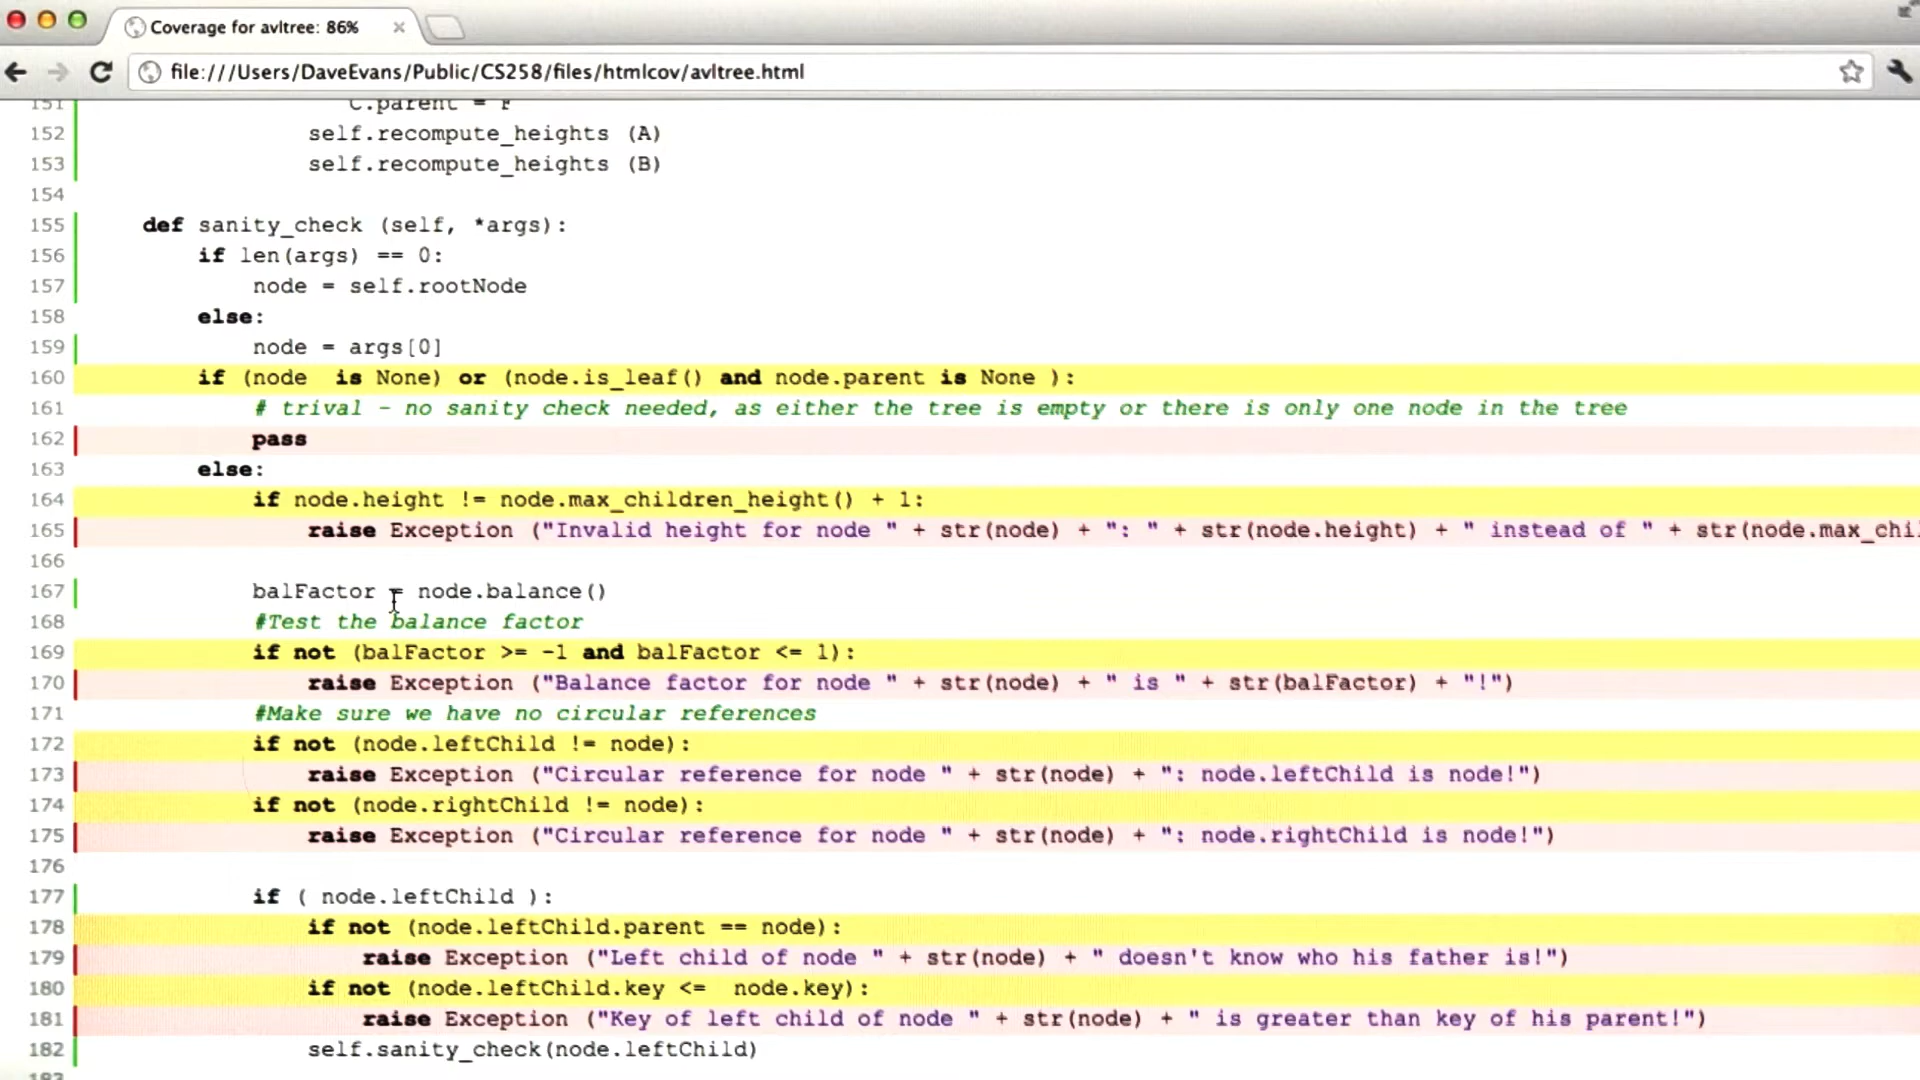 Coverage for avltree: 86%
file:///Users/DaveEvans/Public/CS258/files/htmlcov/avltree.html
151 C.parent = F
152 self.recompute_heights (A)
153 self.recompute_heights (B)
154
155 def sanity_check (self, *args):
156 if len(args) == 0:
157 node = self.rootNode
158 else:
159 node = args[0]
160 if (node  is None) or (node.is_leaf() and node.parent is None ):
161 # trival - no sanity check needed, as either the tree is empty or there is only one node in the tree
162 pass
163 else:
164 if node.height != node.max_children_height() + 1:
165 raise Exception ("Invalid height for node " + str(node) + ": " + str(node.height) + " instead of " + str(node.max_chi
166
167 balFactor = node.balance()
168 #Test the balance factor
169 if not (balFactor >= -1 and balFactor <= 1):
170 raise Exception ("Balance factor for node " + str(node) + " is " + str(balFactor) + "!")
171 #Make sure we have no circular references
172 if not (node.leftChild != node):
173 raise Exception ("Circular reference for node " + str(node) + ": node.leftChild is node!")
174 if not (node.rightChild != node):
175 raise Exception ("Circular reference for node " + str(node) + ": node.rightChild is node!")
176
177 if ( node.leftChild ):
178 if not (node.leftChild.parent == node):
179 raise Exception ("Left child of node " + str(node) + " doesn't know who his father is!")
180 if not (node.leftChild.key <=  node.key):
181 raise Exception ("Key of left child of node " + str(node) + " is greater than key of his parent!")
182 self.sanity_check(node.leftChild)
183